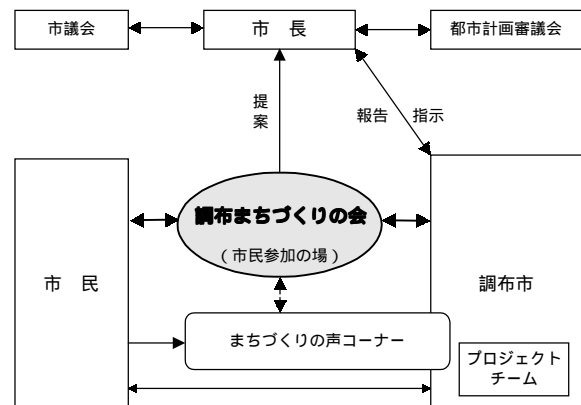 市議会
市　長
都市計画審議会
提案
報告　指示
調布まちづくりの会
（市民参加の場）
市　民
調布市
まちづくりの声コーナー
プロジェクト
チーム